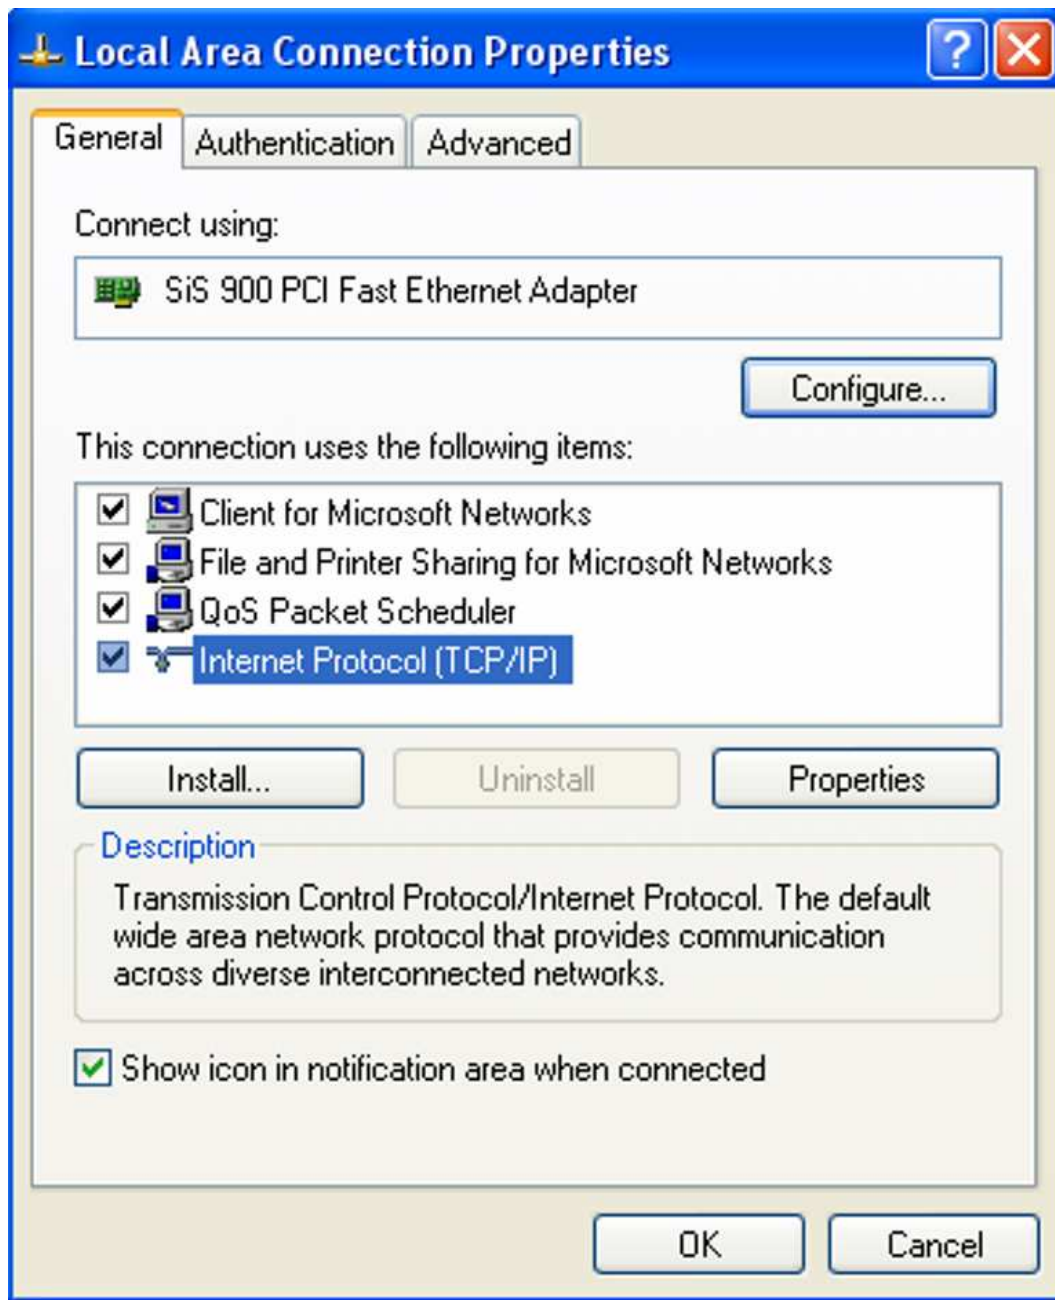 Local Area Connection Properties
?
General Authentication Advanced
Connect using:
SiS 900 PCI Fast Ethernet Adapter
Configure...
This connection uses the following items:
Client for Microsoft Networks
File and Printer Sharing for Microsoft Networks
QoS Packet Scheduler
Internet Protocol (TCP/IP)
Install... Uninstall Properties
Description
Transmission Control Protocol/Internet Protocol. The default
wide area network protocol that provides communication
across diverse interconnected networks.
Show icon in notification area when connected
OK Cancel